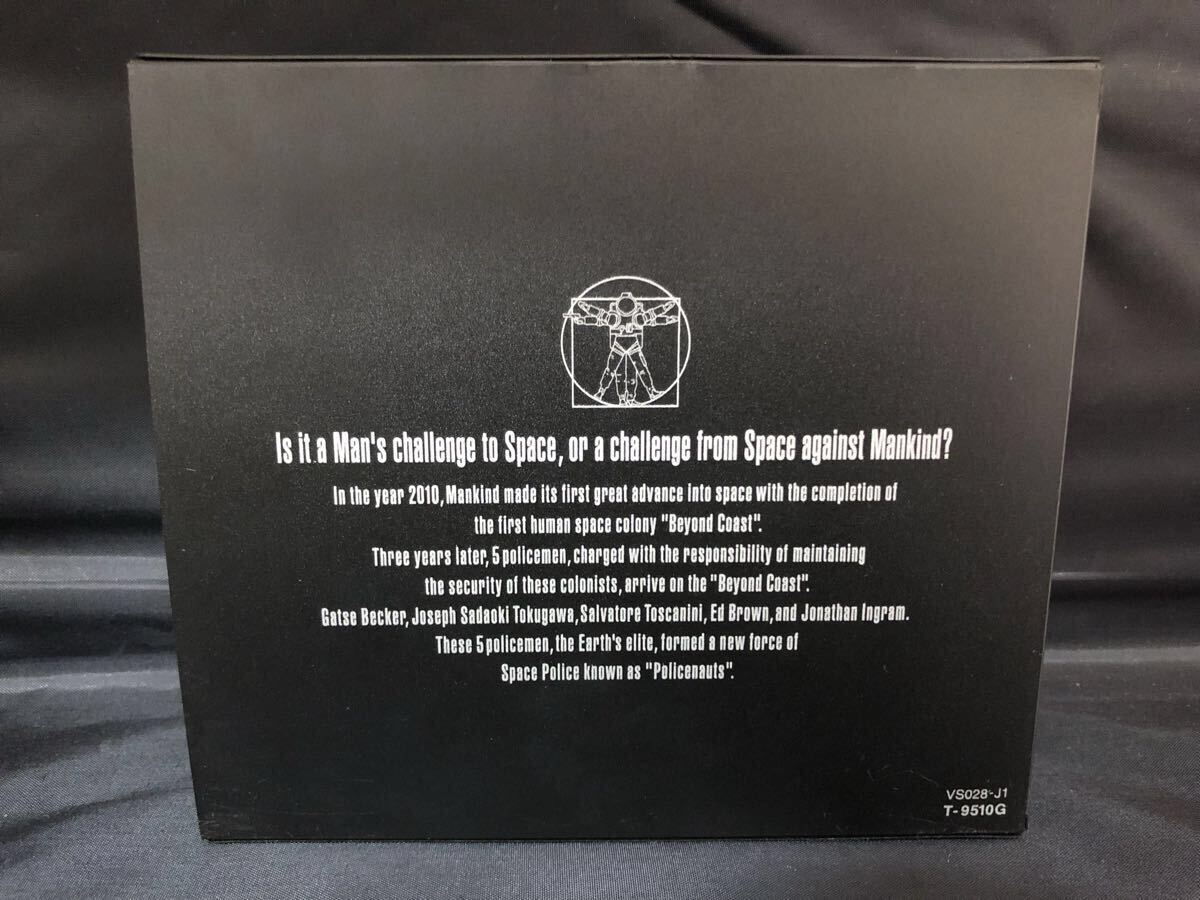 Is it a Man's challenge to Space, or a challenge from Space against Mankind?
In the year 2010, Mankind made its first great advance into space with the completion of
the first human space colony "Beyond Coast".
Three years later, 5 policemen, charged with the responsibility of maintaining
the security of these colonists, arrive on the "Beyond Coast".
Gatse Becker, Joseph Sadaoki Tokugawa, Salvatore Toscanini, Ed Brown, and Jonathan Ingram.
These 5 policemen, the Earth's elite, formed a new force of
Space Police known as "Policenauts".
VS028-J1
T-9510G